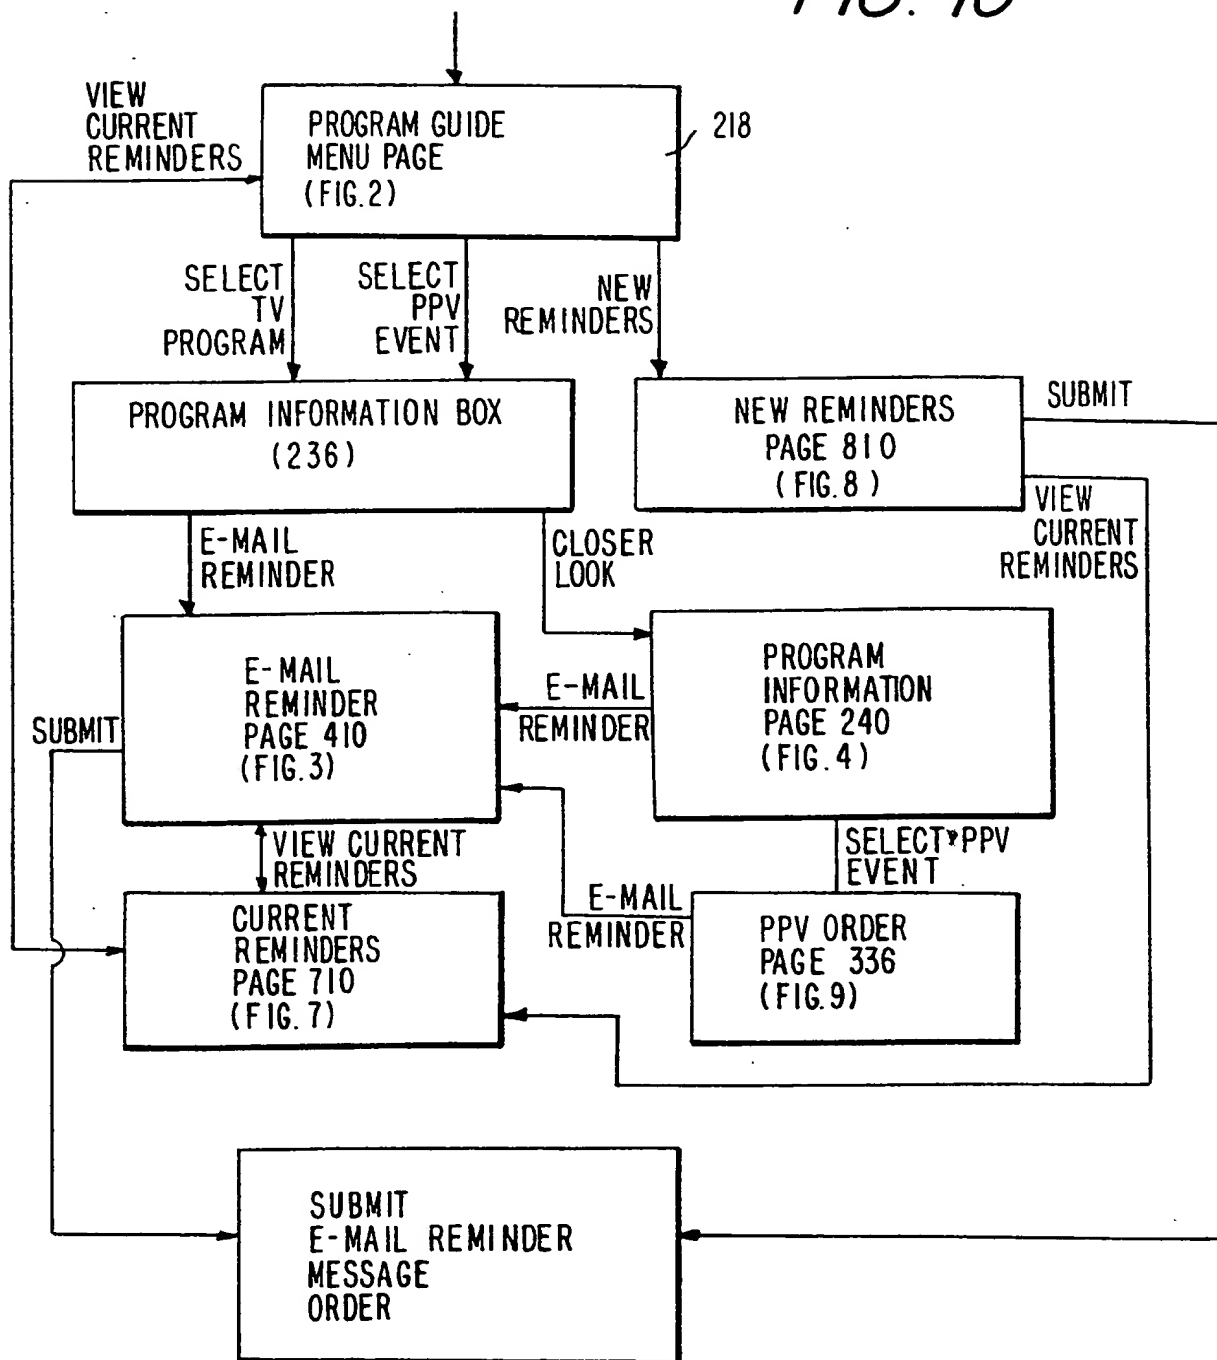 FIG. 10
VIEW
CURRENT
REMINDERS
PROGRAM GUIDE
MENU PAGE
(FIG.2)
218
SELECT
TV
PROGRAM
SELECT
PPV
EVENT
NEW
REMINDERS
PROGRAM INFORMATION BOX
(236)
NEW REMINDERS
PAGE 810
(FIG.8)
SUBMIT
VIEW
CURRENT
REMINDERS
E-MAIL
REMINDER
CLOSER
LOOK
E-MAIL
REMINDER
PAGE 410
(FIG.3)
E-MAIL
REMINDER
PROGRAM
INFORMATION
PAGE 240
(FIG.4)
SUBMIT
VIEW CURRENT
REMINDERS
SELECT PPV
EVENT
E-MAIL
REMINDER
CURRENT
REMINDERS
PAGE 710
(FIG.7)
PPV ORDER
PAGE 336
(FIG.9)
SUBMIT
E-MAIL REMINDER
MESSAGE
ORDER